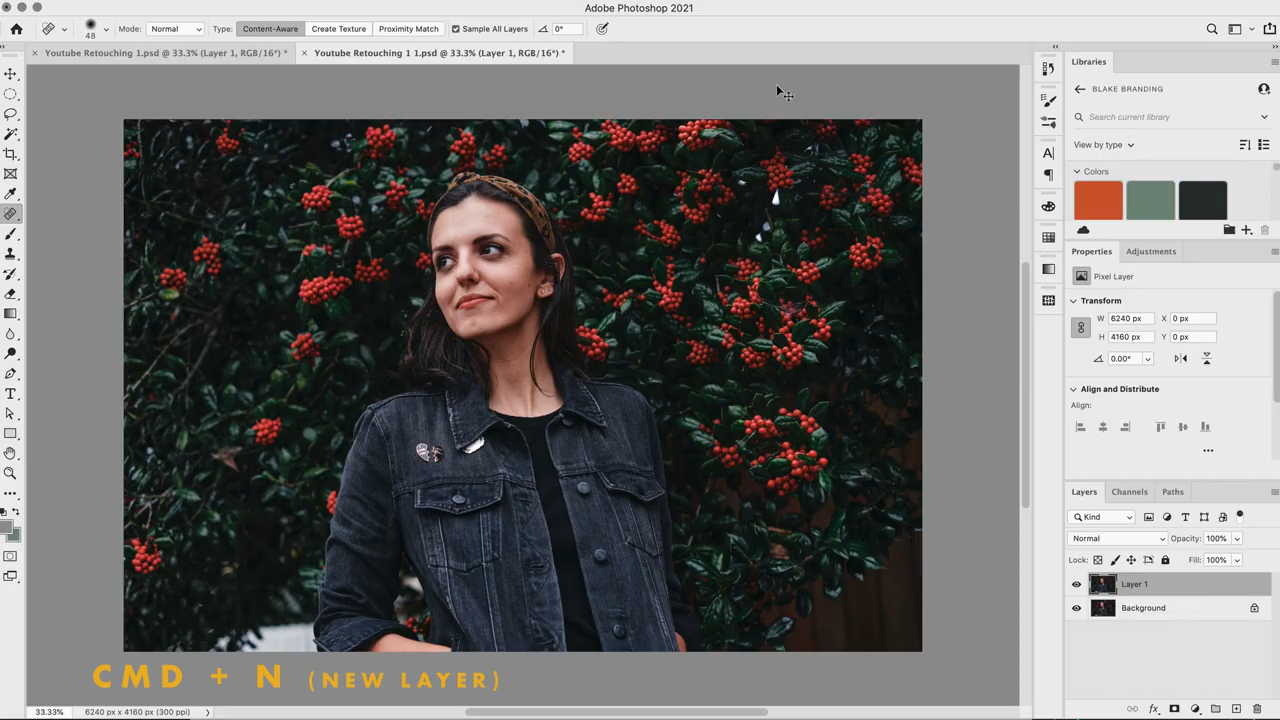 Adobe Photoshop 2021
48
Mode: Normal
Type: Content-Aware Create Texture Proximity Match
Sample All Layers
0°
× Youtube Retouching 1.psd @ 33.3% (Layer 1, RGB/16*) *
× Youtube Retouching 1 1.psd @ 33.3% (Layer 1, RGB/16*) *
Libraries
BLAKE BRANDING
Search current library
View by type
Colors
Properties Adjustments
Pixel Layer
Transform
W 6240 px X 0 px
H 4160 px Y 0 px
0.00°
Align and Distribute
Align:
Layers Channels Paths
Kind
Normal Opacity: 100%
Lock: Fill: 100%
Layer 1
Background
CMD + N (NEW LAYER)
33.33% 6240 px x 4160 px (300 ppi)